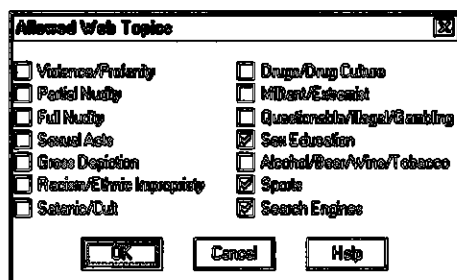 Allowed Web Topics
Violence/Profanity
Partial Nudity
Full Nudity
Sexual Acts
Gross Depiction
Racism/Ethnic Impropriety
Satanic/Cult
Drugs/Drug Culture
Militant/Extremist
Questionable/Illegal/Gambling
Sex Education
Alcohol/Beer/Wine/Tobacco
Sports
Search Engines
OK
Cancel
Help